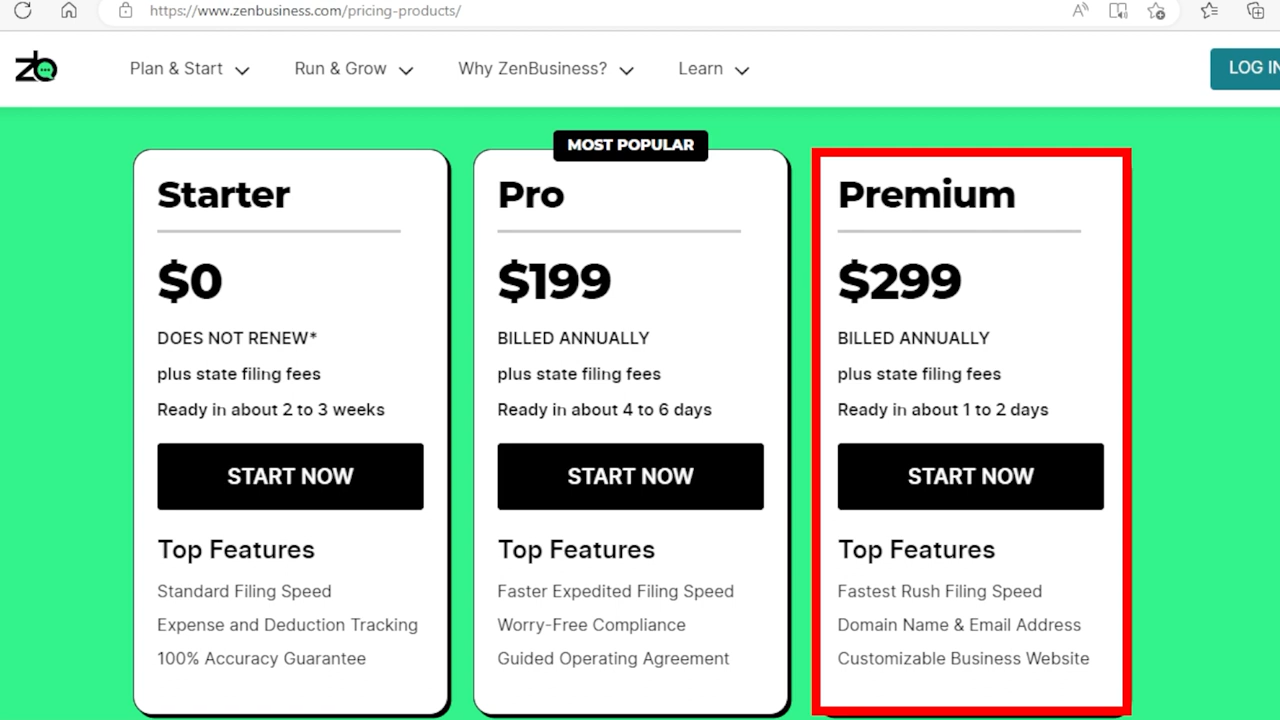 https://www.zenbusiness.com/pricing-products/
zb
Plan & Start
Run & Grow
Why ZenBusiness?
Learn
LOG IN
MOST POPULAR
Starter
$0
DOES NOT RENEW*
plus state filing fees
Ready in about 2 to 3 weeks
START NOW
Top Features
Standard Filing Speed
Expense and Deduction Tracking
100% Accuracy Guarantee
Pro
$199
BILLED ANNUALLY
plus state filing fees
Ready in about 4 to 6 days
START NOW
Top Features
Faster Expedited Filing Speed
Worry-Free Compliance
Guided Operating Agreement
Premium
$299
BILLED ANNUALLY
plus state filing fees
Ready in about 1 to 2 days
START NOW
Top Features
Fastest Rush Filing Speed
Domain Name & Email Address
Customizable Business Website